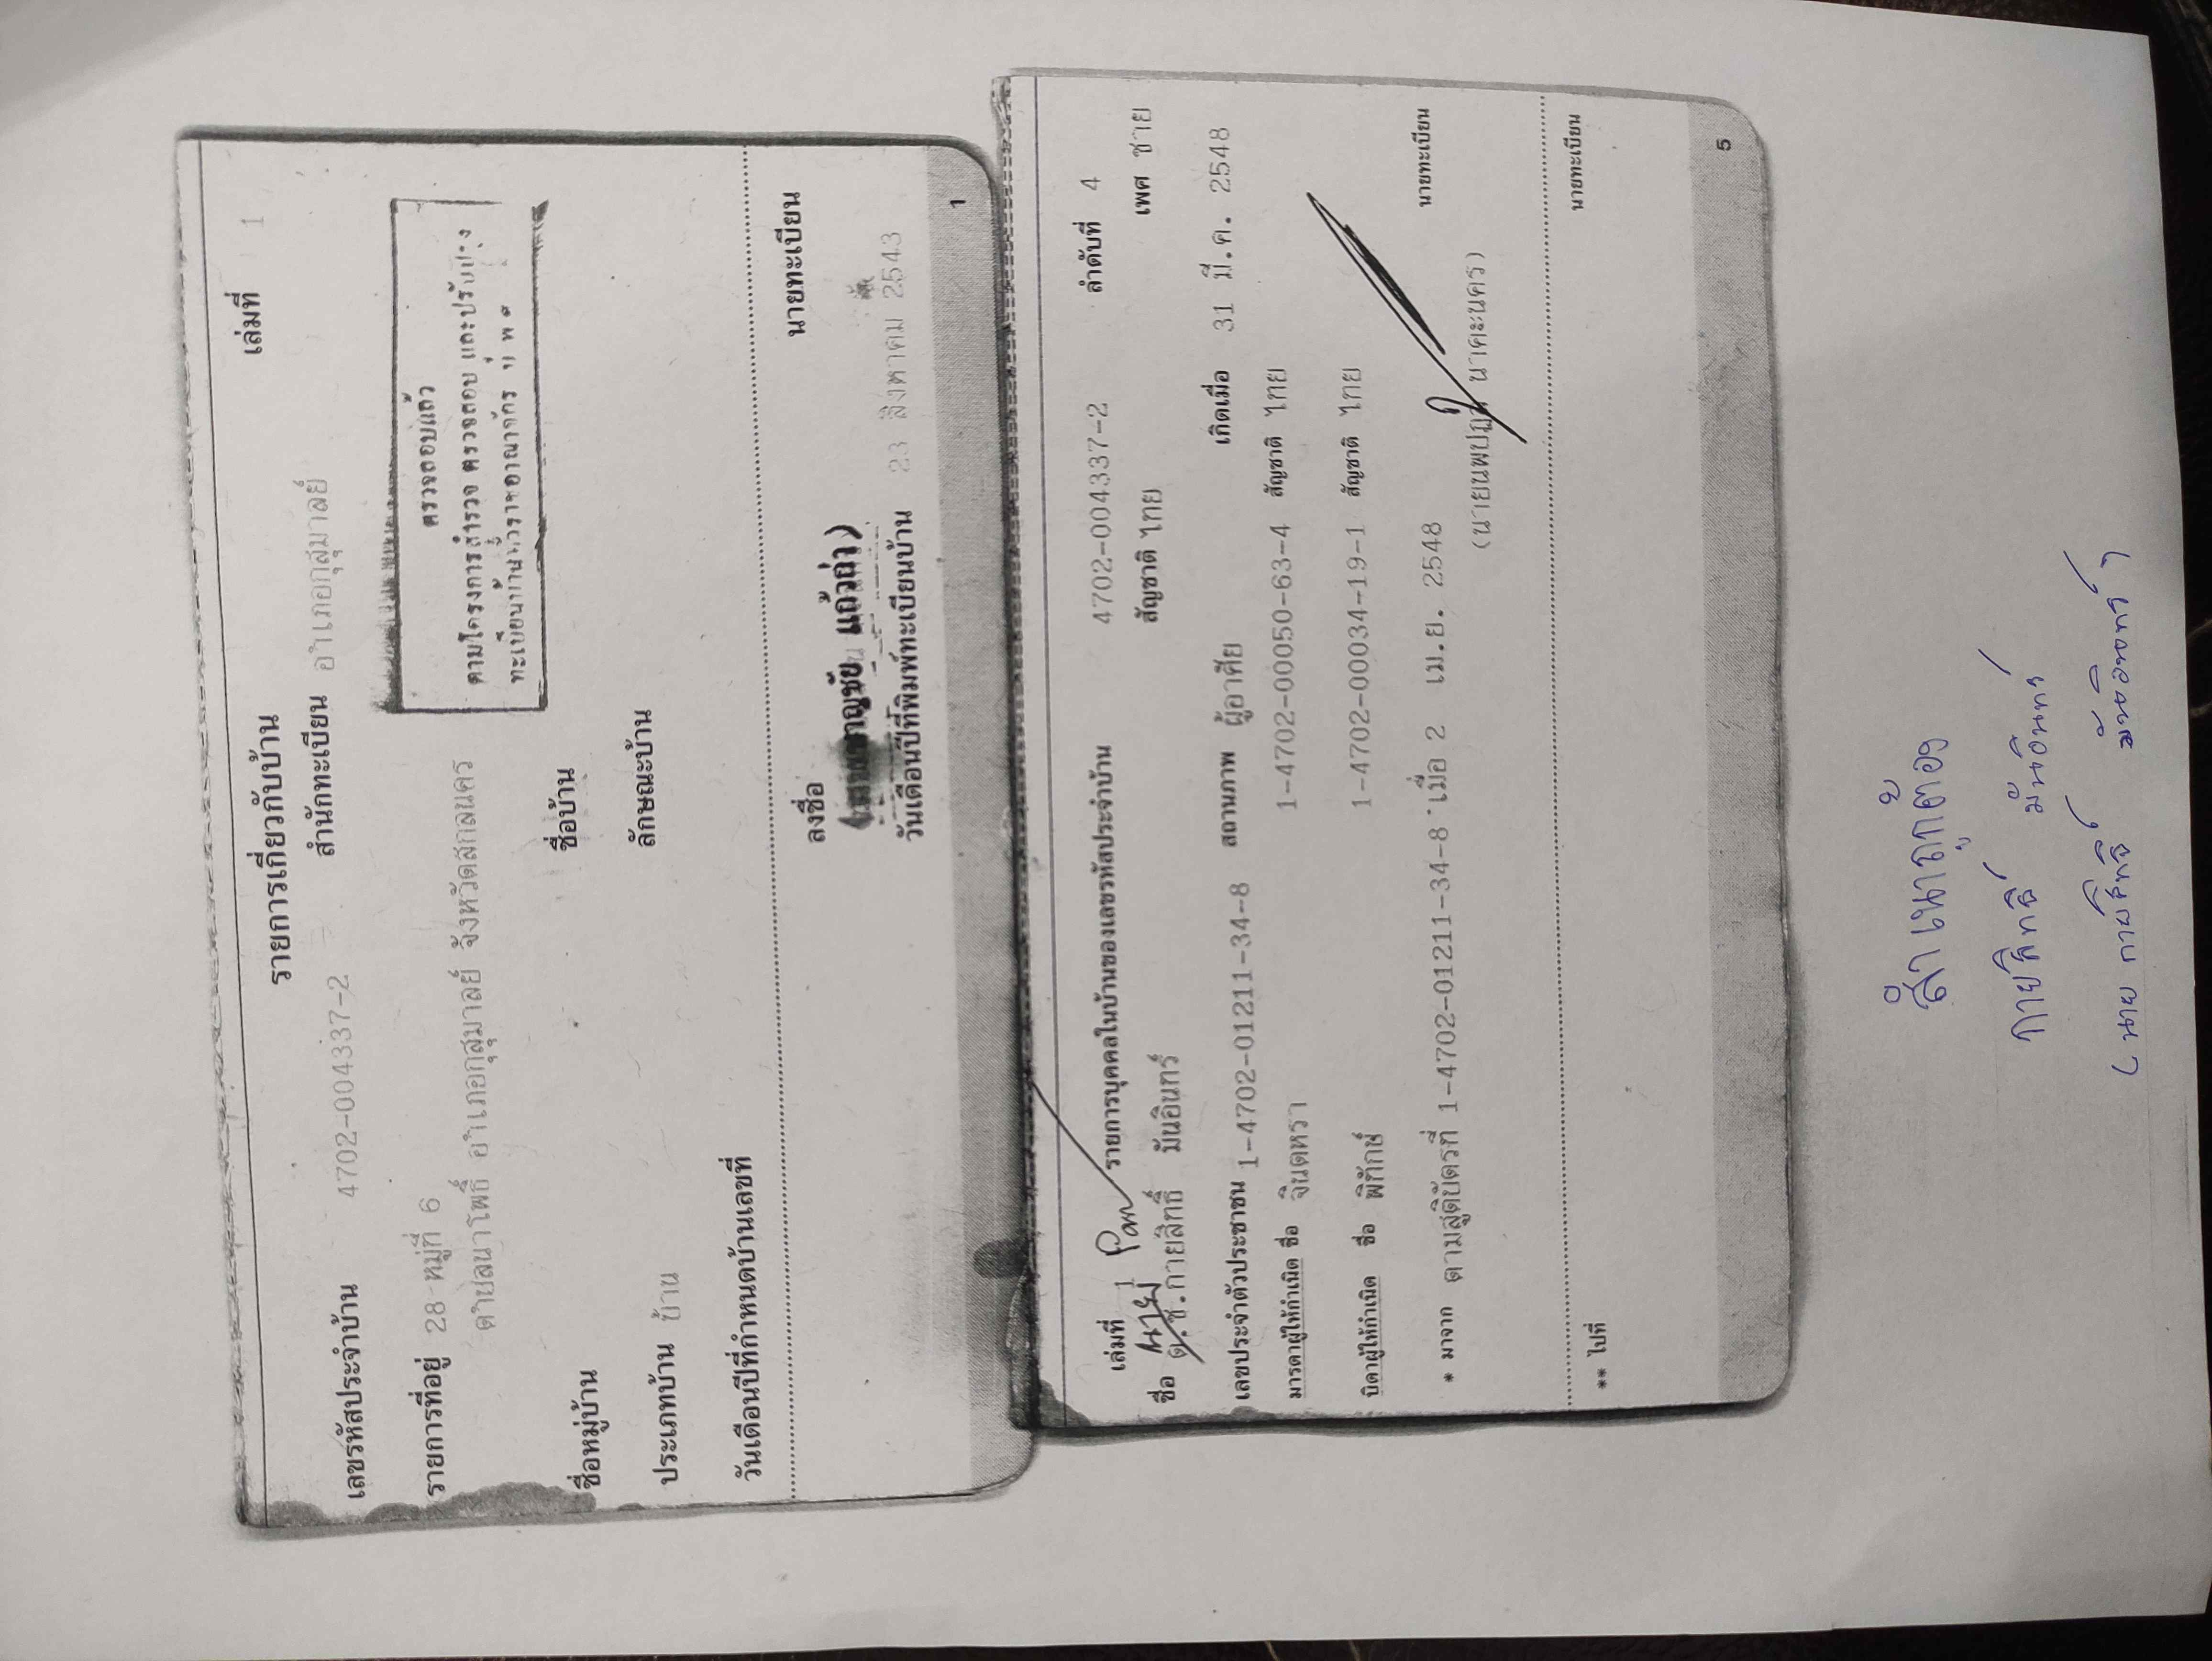 เล่มที่ 1
รายการเกี่ยวกับบ้าน
เลขรหัสประจำบ้าน 4702-004337-2 สำนักทะเบียน อำเภอกุสุมาลย์
รายการที่อยู่ 28 หมู่ที่ 6
ตำบลนาโพธิ์ อำเภอกุสุมาลย์ จังหวัดสกลนคร
ตรวจสอบแล้ว
ตามโครงการสำรวจ ตรวจสอบ และปรับปรุง
ทะเบียนบ้านทั่วราชอาณาจักร
ชื่อหมู่บ้าน ชื่อบ้าน
ประเภทบ้าน บ้าน ลักษณะบ้าน
วันเดือนปีที่กำหนดบ้านเลขที่
ลงชื่อ นายทะเบียน
ชาญชัย แก้วถ่า)
วันเดือนปีที่พิมพ์ทะเบียนบ้าน 23 สิงหาคม 2543
1
เล่มที่ 1 รายการบุคคลในบ้านของเลขรหัสประจำบ้าน 4702-004337-2 ลำดับที่ 4
นาย
ชื่อ ด.ช.กายสิทธิ์ มันอินทร์ สัญชาติ ไทย เพศ ชาย
เลขประจำตัวประชาชน 1-4702-01211-34-8 สถานภาพ ผู้อาศัย เกิดเมื่อ 31 มี.ค. 2548
มารดาผู้ให้กำเนิด ชื่อ จินตหรา 1-4702-00050-63-4 สัญชาติ ไทย
บิดาผู้ให้กำเนิด ชื่อ พิทักษ์ 1-4702-00034-19-1 สัญชาติ ไทย
* มาจาก ตามสูติบัตรที่ 1-4702-01211-34-8 เมื่อ 2 เม.ย. 2548
นายทะเบียน
(นายนพปฎล นาคะนคร)
** ไปที่ นายทะเบียน
5
สำเนาถูกต้อง
กายสิทธิ์ มันอินทร์
(นาย กายสิทธิ์ มันอินทร์)